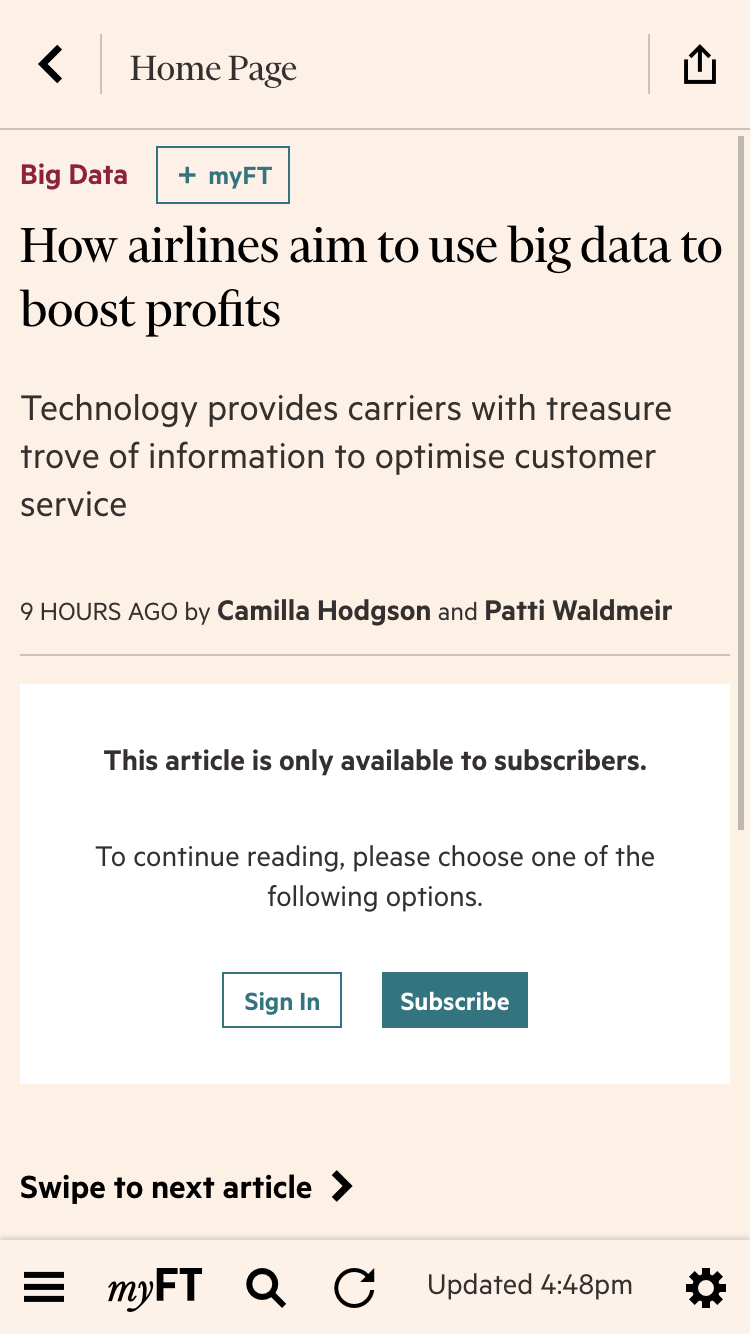 Home Page
Big Data
+ myFT
How airlines aim to use big data to
boost profits
Technology provides carriers with treasure
trove of information to optimise customer
service
9 HOURS AGO by Camilla Hodgson and Patti Waldmeir
This article is only available to subscribers.
To continue reading, please choose one of the
following options.
Sign In
Subscribe
Swipe to next article
myFT
Updated 4:48pm